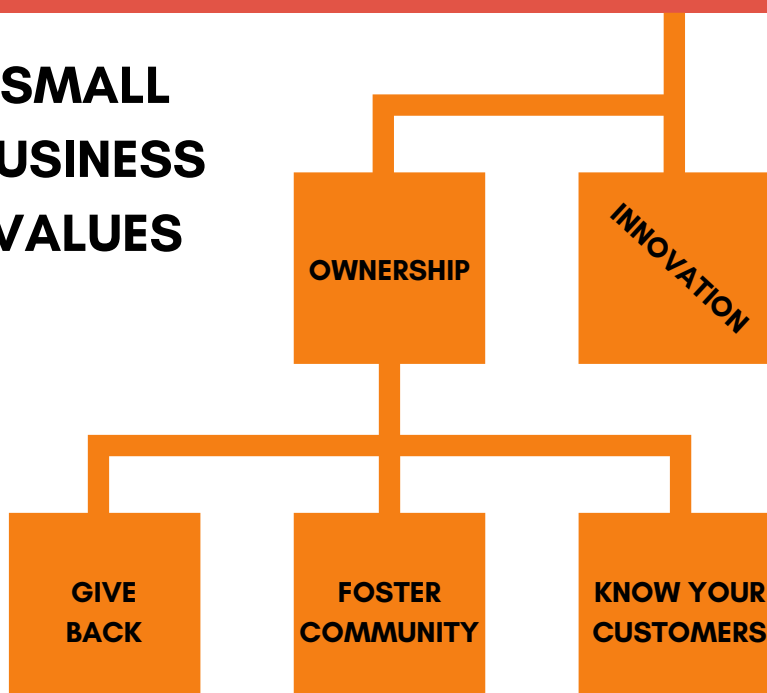 SMALL
USINESS
VALUES
OWNERSHIP
INNOVATION
GIVE
BACK
FOSTER
COMMUNITY
KNOW YOUR
CUSTOMERS